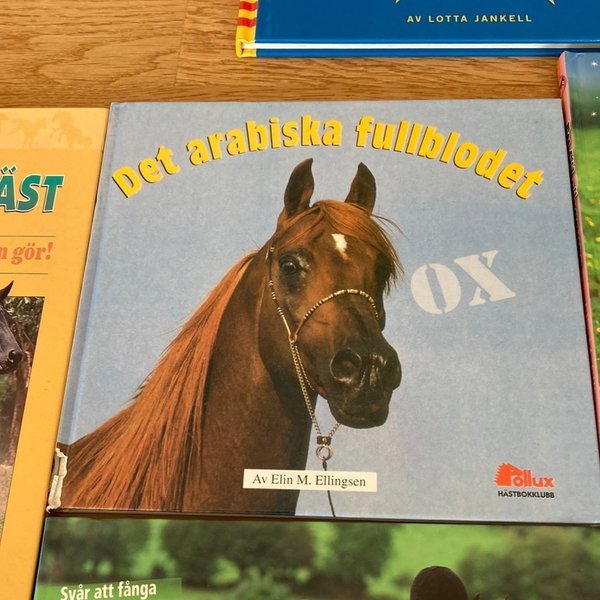 AV LOTTA JANKELL
ÄST
n gör!
Det arabiska fullblodet
OX
Av Elin M. Ellingsen
Pollux
HÄSTBOKKLUBB
Svår att fånga